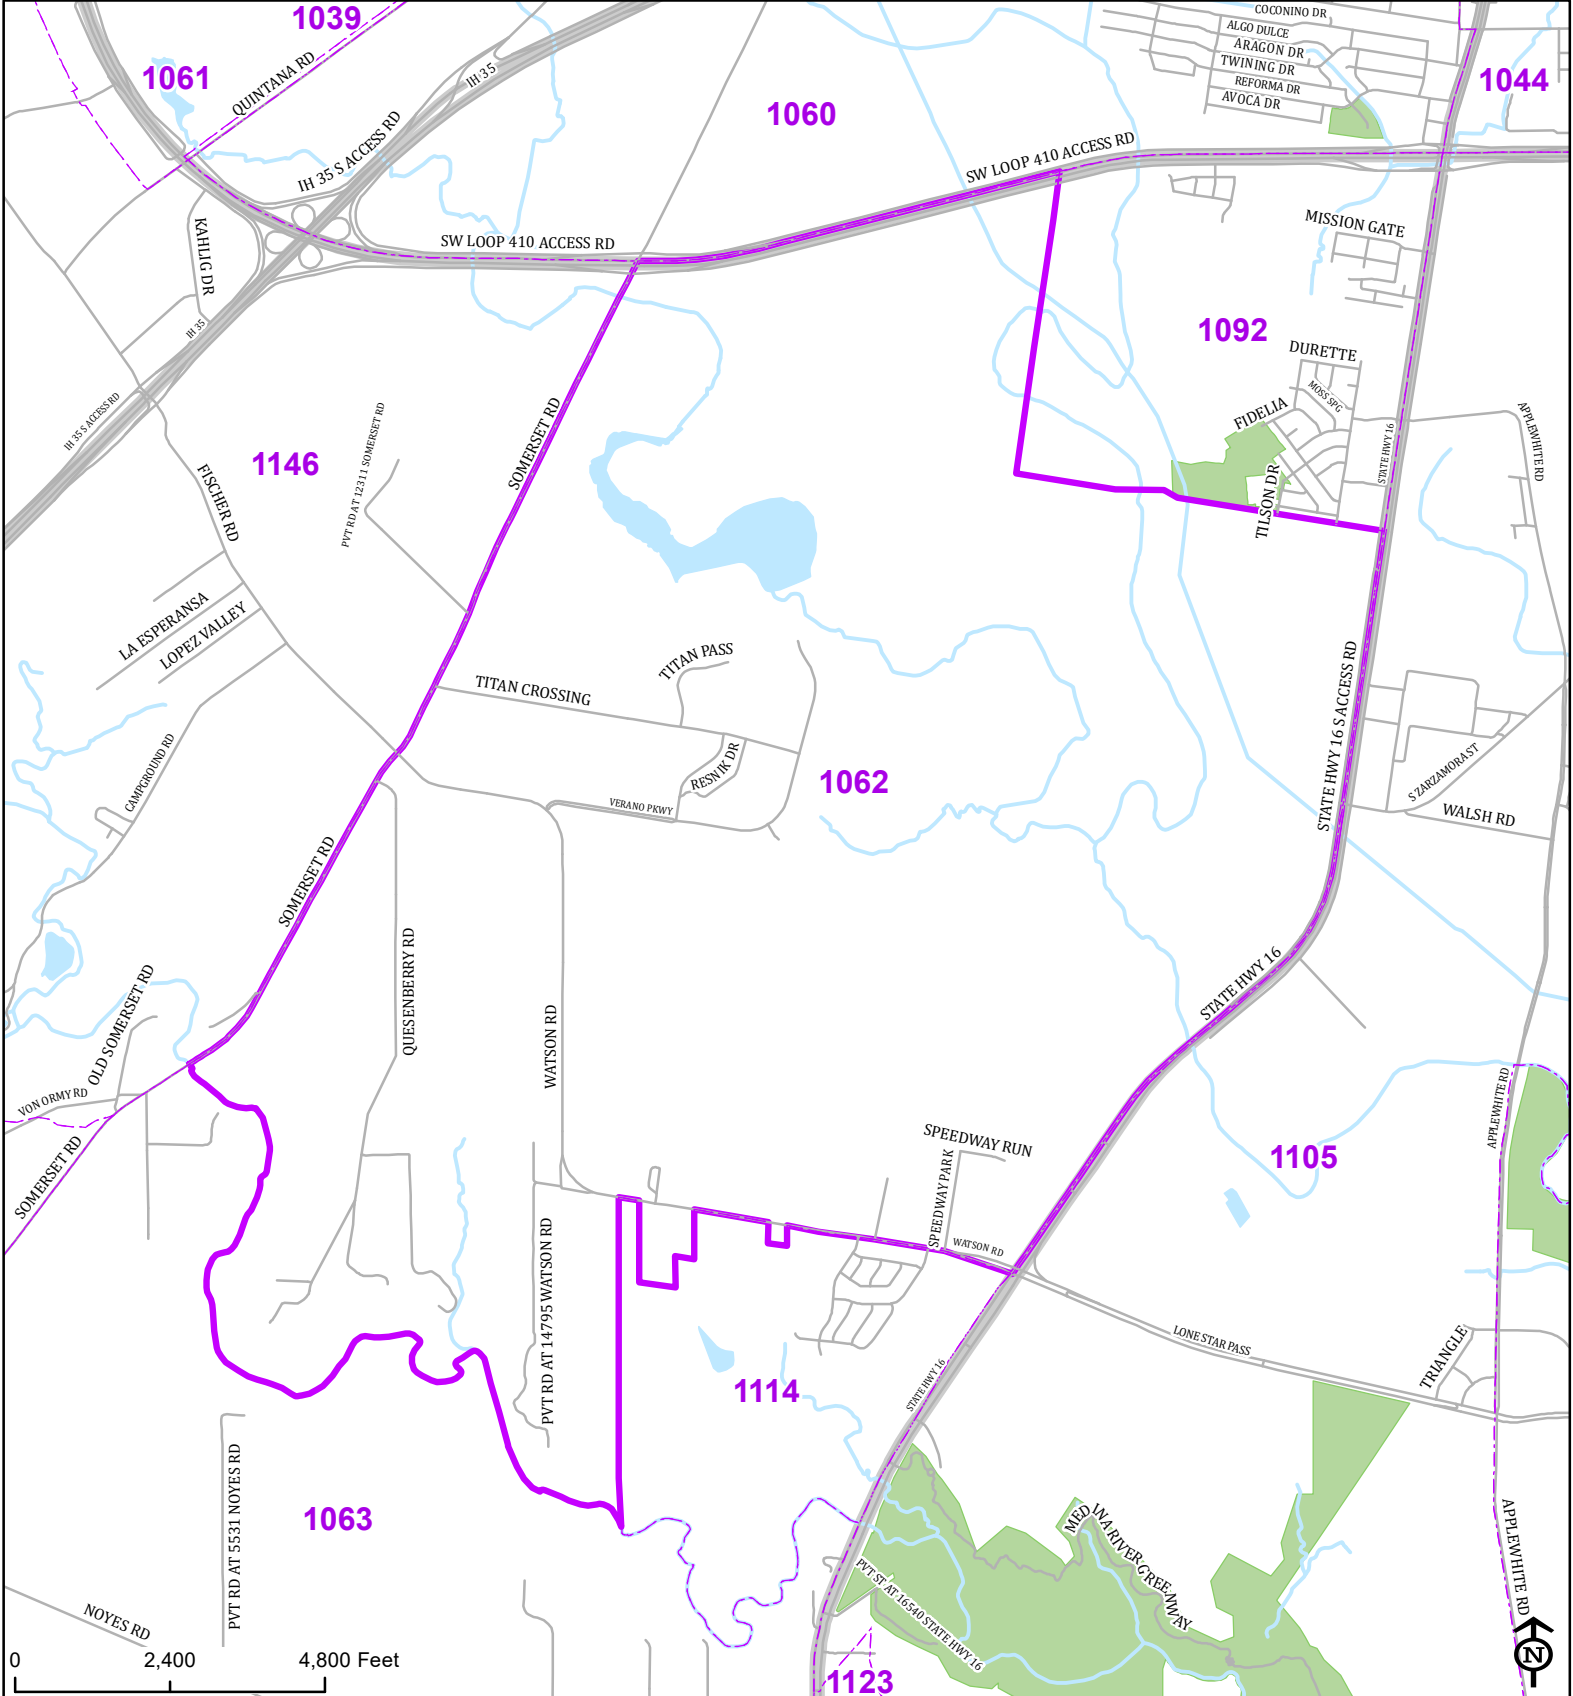 1039
COCONINO DR
ALGO DULCE
ARAGON DR
TWINING DR
REFORMA DR
AVOCA DR
1061
QUINTANA RD
IH 35
1044
1060
IH 35 S ACCESS RD
SW LOOP 410 ACCESS RD
KAHLIG DR
SW LOOP 410 ACCESS RD
MISSION GATE
IH 35
1092
DURETTE
MOSS SPG
IH 35 S ACCESS RD
FIDELIA
PVT RD AT 12311 SOMERSET RD
SOMERSET RD
STATE HWY 16
APPLEWHITE RD
1146
FISCHER RD
TILSON DR
LA ESPERANSA
LOPEZ VALLEY
TITAN PASS
TITAN CROSSING
STATE HWY 16 S ACCESS RD
CAMPGROUND RD
RESNIK DR
1062
VERANO PKWY
S ZARZAMORA ST
WALSH RD
SOMERSET RD
QUESENBERRY RD
OLD SOMERSET RD
STATE HWY 16
WATSON RD
VON ORMY RD
APPLEWHITE RD
SPEEDWAY RUN
1105
SOMERSET RD
SPEEDWAY PARK
WATSON RD
PVT RD AT 14795 WATSON RD
LONE STAR PASS
TRIANGLE
STATE HWY 16
1114
PVT RD AT 5531 NOYES RD
1063
MEDINA RIVER GREENWAY
APPLEWHITE RD
PVT ST AT 16540 STATE HWY 16
NOYES RD
0 2,400 4,800 Feet
1123
N